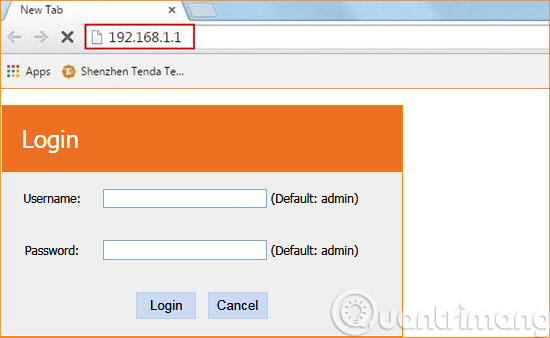 New Tab
192.168.1.1
Apps Shenzhen Tenda Te...
Login
Username: (Default: admin)
Password: (Default: admin)
Login Cancel
Quantrimang